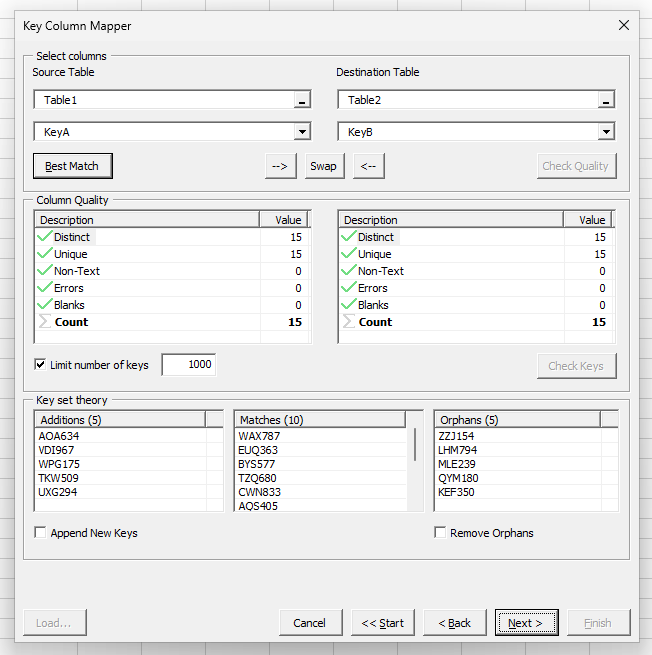 Key Column Mapper
Select columns
Source Table Destination Table
Table1 Table2
KeyA KeyB
Best Match --> Swap <-- Check Quality
Column Quality
Description Value Description Value
Distinct 15 Distinct 15
Unique 15 Unique 15
Non-Text 0 Non-Text 0
Errors 0 Errors 0
Blanks 0 Blanks 0
Σ Count 15 Σ Count 15
Limit number of keys 1000 Check Keys
Key set theory
Additions (5) Matches (10) Orphans (5)
AOA634 WAX787 ZZJ154
VDI967 EUQ363 LHM794
WPG175 BYS577 MLE239
TKW509 TZQ680 QYM180
UXG294 CWN833 KEF350
AQS405
Append New Keys Remove Orphans
Load... Cancel << Start < Back Next > Finish